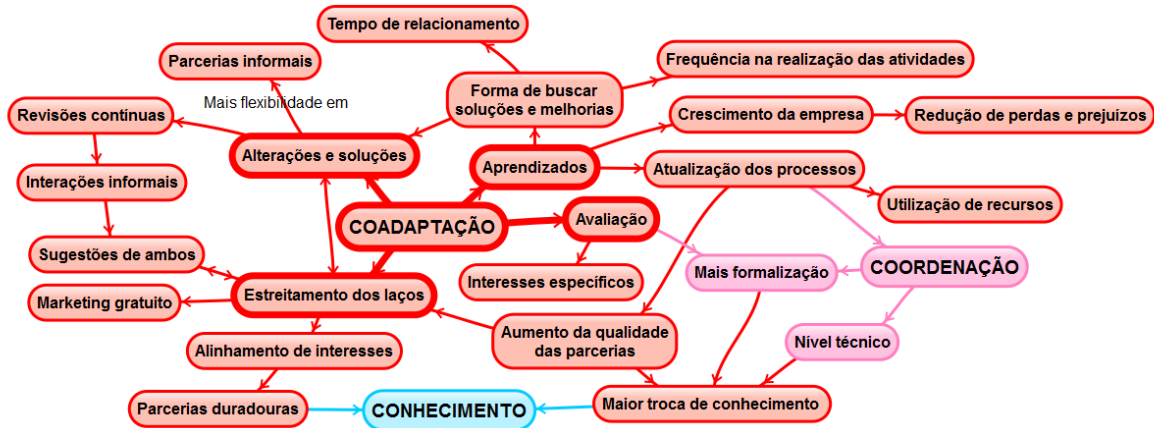 Tempo de relacionamento
Parcerias informais
Frequência na realização das atividades
Forma de buscar
soluções e melhorias
Mais flexibilidade em
Revisões contínuas
Crescimento da empresa
Redução de perdas e prejuízos
Alterações e soluções
Aprendizados
Atualização dos processos
Interações informais
Utilização de recursos
COADAPTAÇÃO
Avaliação
Sugestões de ambos
Mais formalização
COORDENAÇÃO
Interesses específicos
Estreitamento dos laços
Marketing gratuito
Aumento da qualidade
das parcerias
Nível técnico
Alinhamento de interesses
Parcerias duradouras
CONHECIMENTO
Maior troca de conhecimento